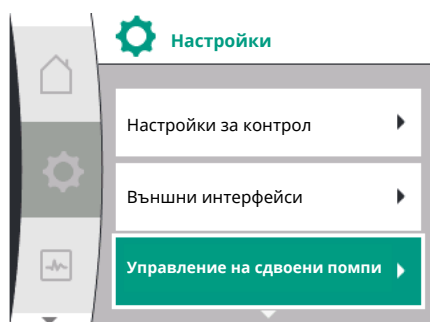 Настройки
Настройки за контрол
Външни интерфейси
Управление на сдвоени помпи